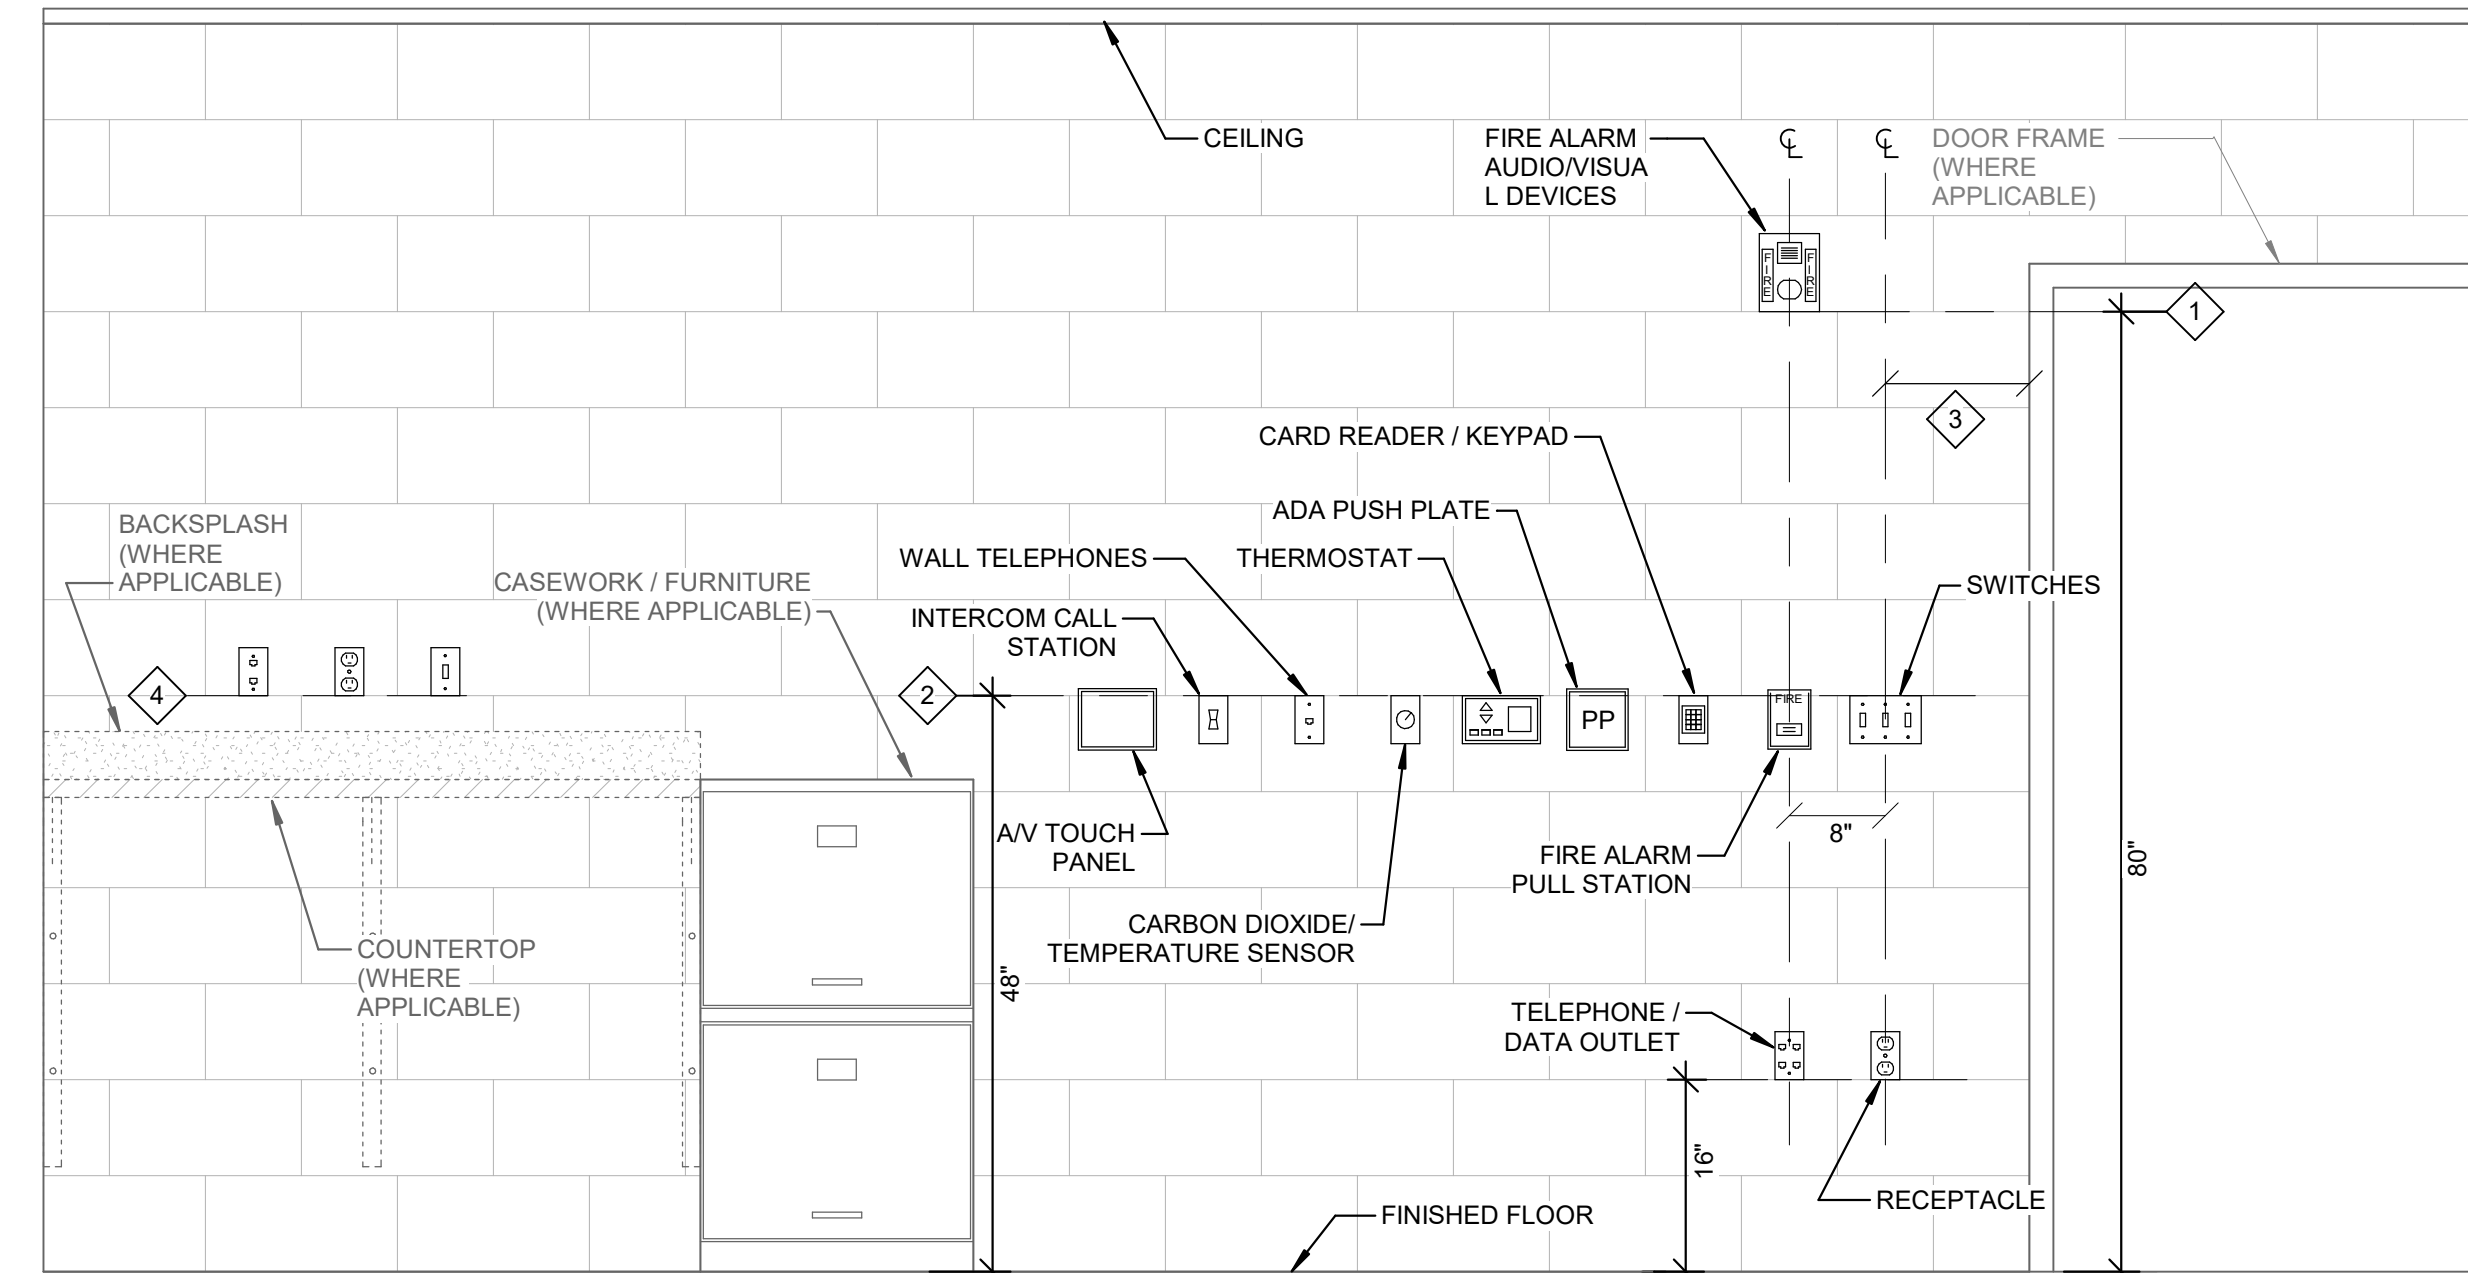 CEILING
FIRE ALARM
AUDIO/VISUA
L DEVICES
℄
℄
DOOR FRAME
(WHERE
APPLICABLE)
FIRE
FIRE
1
3
CARD READER / KEYPAD
ADA PUSH PLATE
BACKSPLASH
(WHERE
APPLICABLE)
CASEWORK / FURNITURE
(WHERE APPLICABLE)
WALL TELEPHONES
THERMOSTAT
SWITCHES
INTERCOM CALL
STATION
4
2
PP
FIRE
A/V TOUCH
PANEL
8"
80"
FIRE ALARM
PULL STATION
CARBON DIOXIDE/
TEMPERATURE SENSOR
COUNTERTOP
(WHERE
APPLICABLE)
48"
TELEPHONE /
DATA OUTLET
16"
RECEPTACLE
FINISHED FLOOR